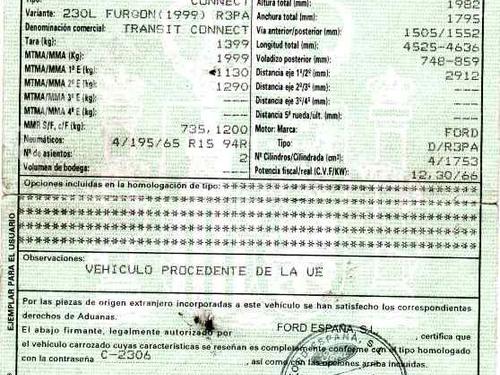 CONNECT
Variante: 230L FURGON(1999) R3PA
Denominación comercial: TRANSIT CONNECT
Tara (kg): 1399
MTMA/MMA (Kg): 1999
MTMA/MMA 1º E (kg): 1130
MTMA/MMA 2º E (kg): 1290
MTMA/MMA 3º E (kg): ---
MTMA/MMA 4º E (kg): ---
MMR S/F, c/F (kg): 735, 1200
Neumáticos: 4/195/65 R15 94R
Nº de asientos: 2
Volumen de bodega: ---
Altura total (mm): 1982
Anchura total (mm): 1795
Vía anterior/posterior (mm): 1505/1552
Longitud total (mm): 4525-4636
Voladizo posterior (mm): 748-859
Distancia eje 1º/2º (mm): 2912
Distancia eje 2º/3º (mm): ---
Distancia eje 3º/4º (mm): ---
Distancia 5ª rueda/ult. (mm): ---
Motor: Marca: FORD
Tipo: D/R3PA
Nº Cilindros/Cilindrada (cm³): 4/1753
Potencia fiscal/real (C.V.F/KW): 12,30/66
Opciones incluidas en la homologación de tipo:
Observaciones:
VEHICULO PROCEDENTE DE LA UE
Por las piezas de origen extranjero incorporadas a este vehículo se han satisfecho los correspondientes
derechos de Aduanas.
El abajo firmante, legalmente autorizado por FORD ESPAÑA, S.L. , certifica que
el vehículo carrozado cuyas características se reseñan es completamente conforme con el tipo homologado
con la contraseña C-2306 , así como con las opciones arriba incluidas.
EJEMPLAR PARA EL USUARIO
FORD ESPAÑA, S.